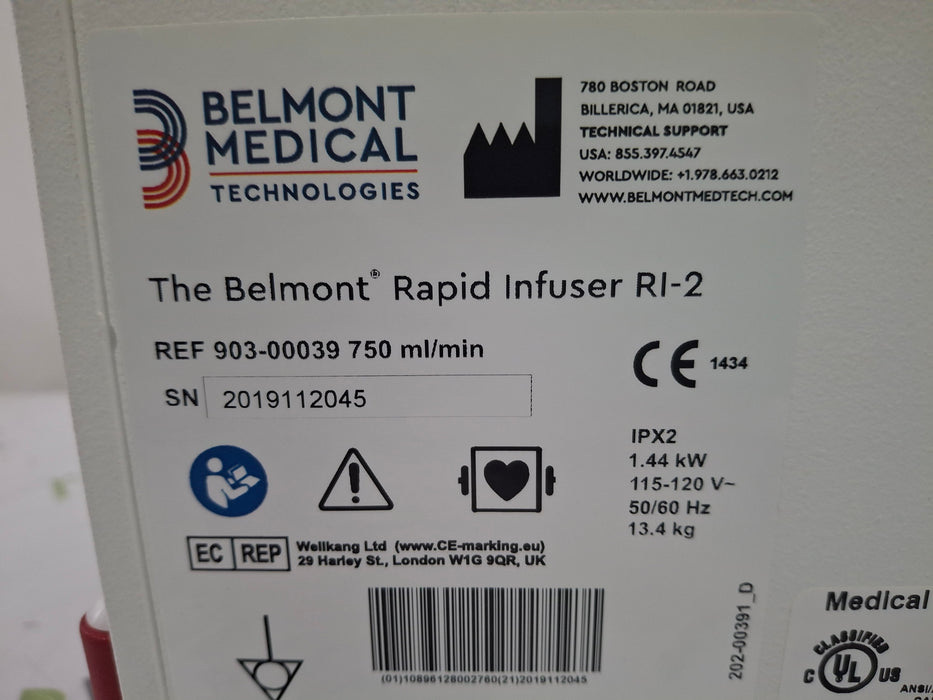 BELMONT
MEDICAL
TECHNOLOGIES
780 BOSTON ROAD
BILLERICA, MA 01821, USA
TECHNICAL SUPPORT
USA: 855.397.4547
WORLDWIDE: +1.978.663.0212
WWW.BELMONTMEDTECH.COM
The Belmont® Rapid Infuser RI-2
REF 903-00039 750 ml/min
CE 1434
SN 2019112045
IPX2
1.44 kW
115-120 V~
50/60 Hz
13.4 kg
EC REP
Wellkang Ltd (www.CE-marking.eu)
29 Harley St., London W1G 9QR, UK
(01)10896128002760(21)2019112045
202-00391_D
Medical
CLASSIFIED
C UL US
ANSI/